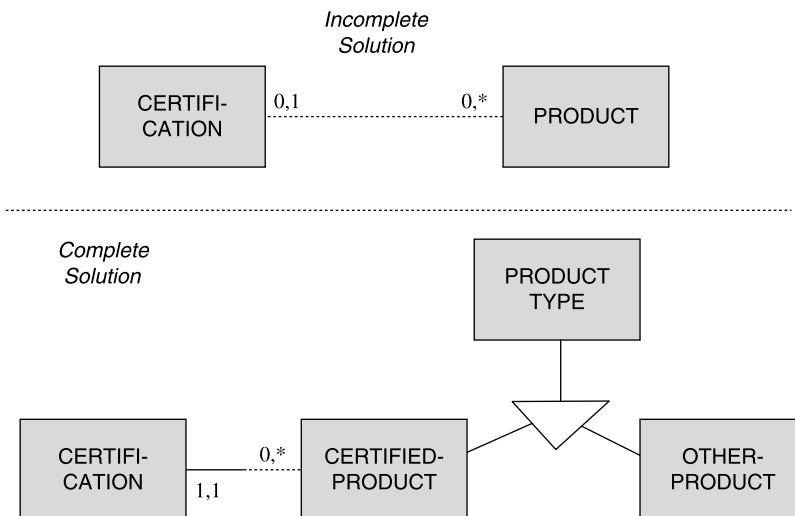 Incomplete
Solution
CERTIFI-
CATION
0,1
0,*
PRODUCT
Complete
Solution
PRODUCT
TYPE
CERTIFI-
CATION
1,1
0,*
CERTIFIED-
PRODUCT
OTHER-
PRODUCT